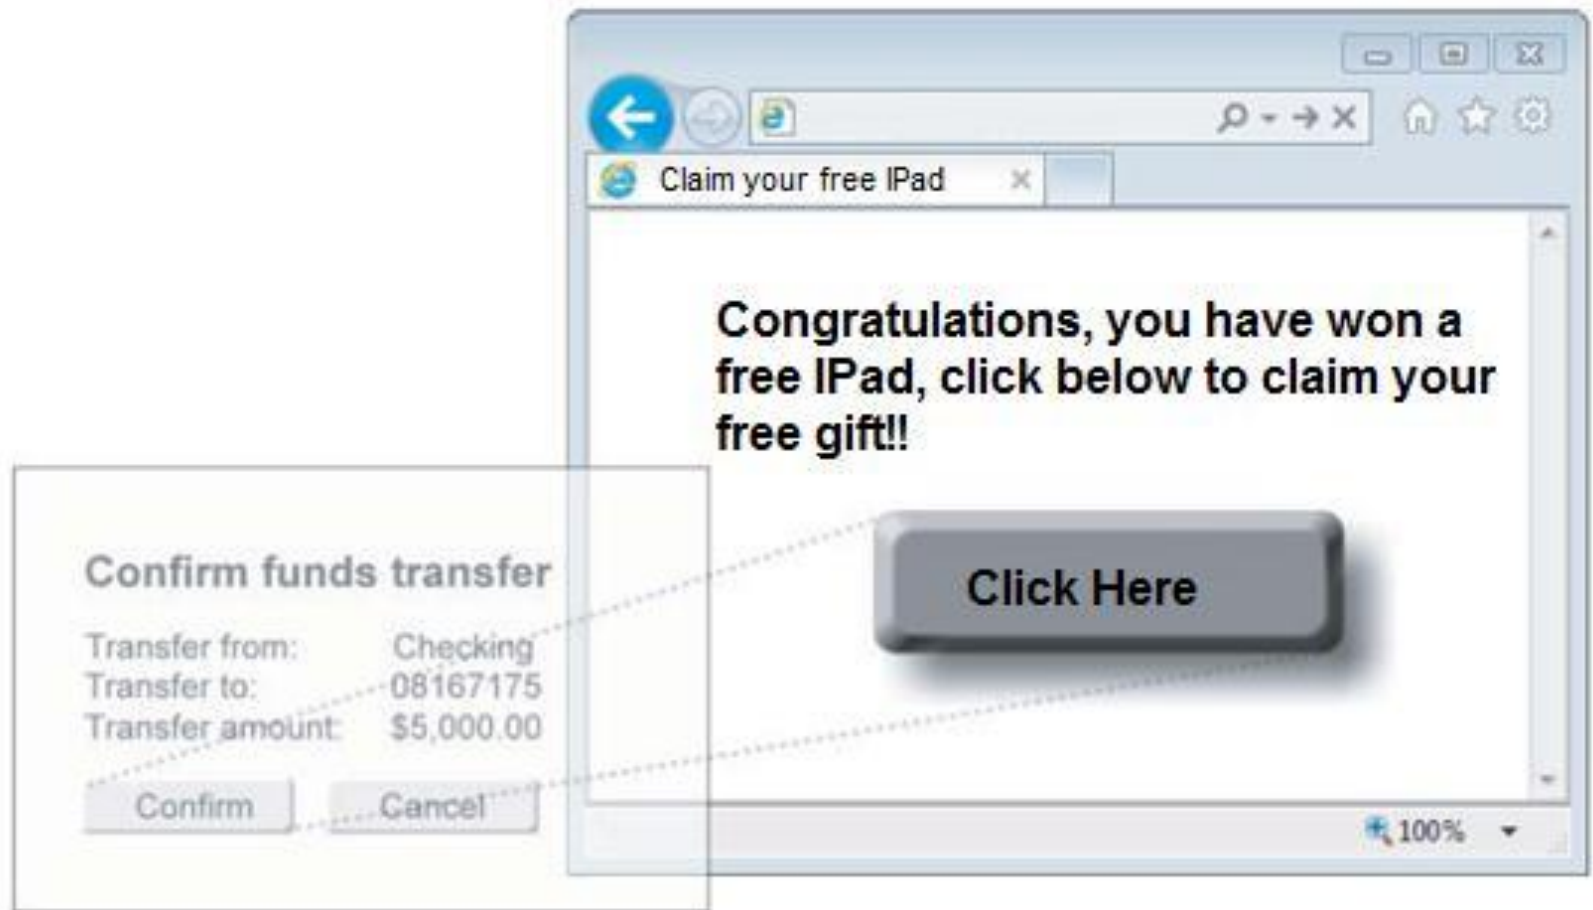 Claim your free IPad
Congratulations, you have won a
free IPad, click below to claim your
free gift!!
Click Here
Confirm funds transfer
Transfer from: Checking
Transfer to: 08167175
Transfer amount: $5,000.00
Confirm Cancel
100%